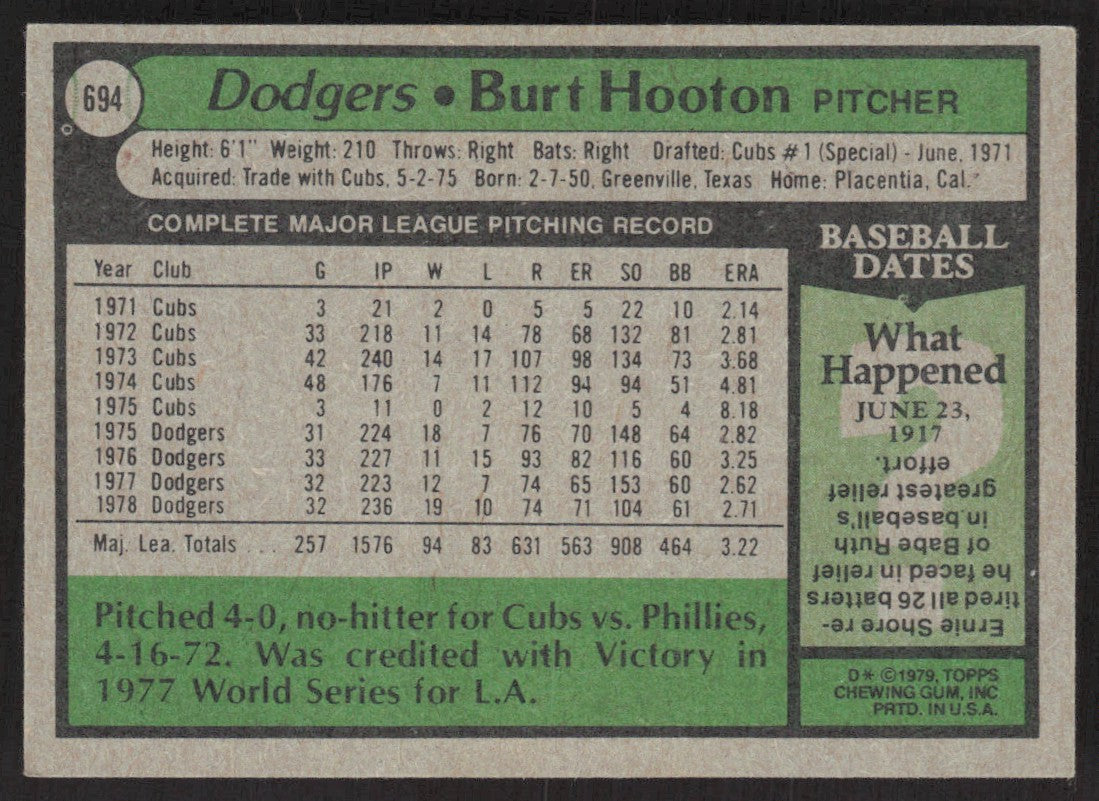 694
Dodgers • Burt Hooton PITCHER
Height: 6'1" Weight: 210 Throws: Right Bats: Right Drafted: Cubs #1 (Special) - June, 1971
Acquired: Trade with Cubs, 5-2-75 Born: 2-7-50, Greenville, Texas Home: Placentia, Cal.
COMPLETE MAJOR LEAGUE PITCHING RECORD
Year Club G IP W L R ER SO BB ERA
1971 Cubs 3 21 2 0 5 5 22 10 2.14
1972 Cubs 33 218 11 14 78 68 132 81 2.81
1973 Cubs 42 240 14 17 107 98 134 73 3.68
1974 Cubs 48 176 7 11 112 94 94 51 4.81
1975 Cubs 3 11 0 2 12 10 5 4 8.18
1975 Dodgers 31 224 18 7 76 70 148 64 2.82
1976 Dodgers 33 227 11 15 93 82 116 60 3.25
1977 Dodgers 32 223 12 7 74 65 153 60 2.62
1978 Dodgers 32 236 19 10 74 71 104 61 2.71
Maj. Lea. Totals ... 257 1576 94 83 631 563 908 464 3.22
Pitched 4-0, no-hitter for Cubs vs. Phillies,
4-16-72. Was credited with Victory in
1977 World Series for L.A.
BASEBALL
DATES
What
Happened
JUNE 23,
1917
?
Ernie Shore re-
tired all 26 batters
he faced in relief
of Babe Ruth
in baseball's
greatest relief
effort.
D* ©1979, TOPPS
CHEWING GUM, INC
PRTD. IN U.S.A.